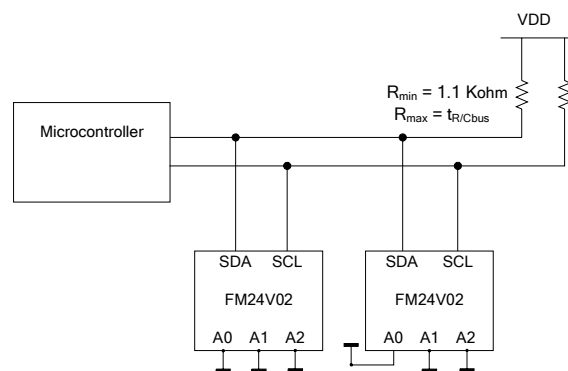 VDD
Rmin = 1.1 Kohm
Rmax = tR/Cbus
Microcontroller
SDA SCL
SDA SCL
FM24V02
FM24V02
A0 A1 A2
A0 A1 A2